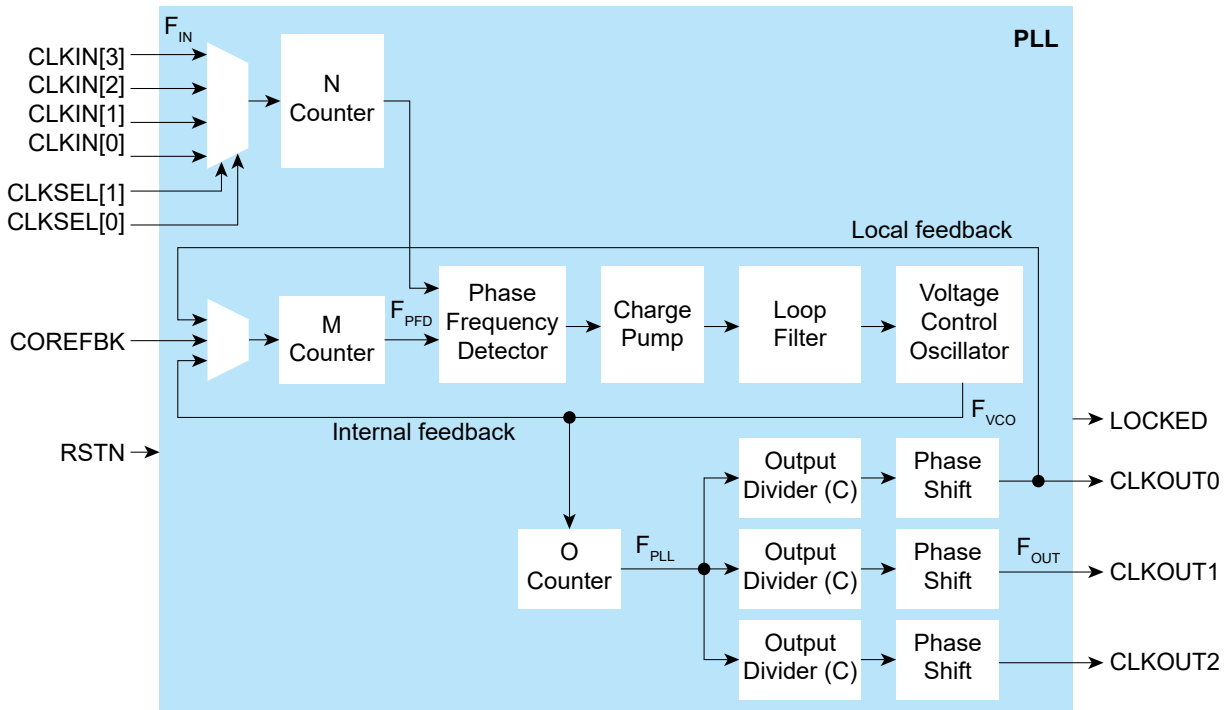 F_IN
PLL
CLKIN[3]
CLKIN[2]
CLKIN[1]
CLKIN[0]
CLKSEL[1]
CLKSEL[0]
N
Counter
Local feedback
COREFBK
M
Counter
F_PFD
Phase
Frequency
Detector
Charge
Pump
Loop
Filter
Voltage
Control
Oscillator
F_VCO
Internal feedback
RSTN
LOCKED
Output
Divider (C)
Phase
Shift
CLKOUT0
O
Counter
F_PLL
Output
Divider (C)
Phase
Shift
F_OUT
CLKOUT1
Output
Divider (C)
Phase
Shift
CLKOUT2